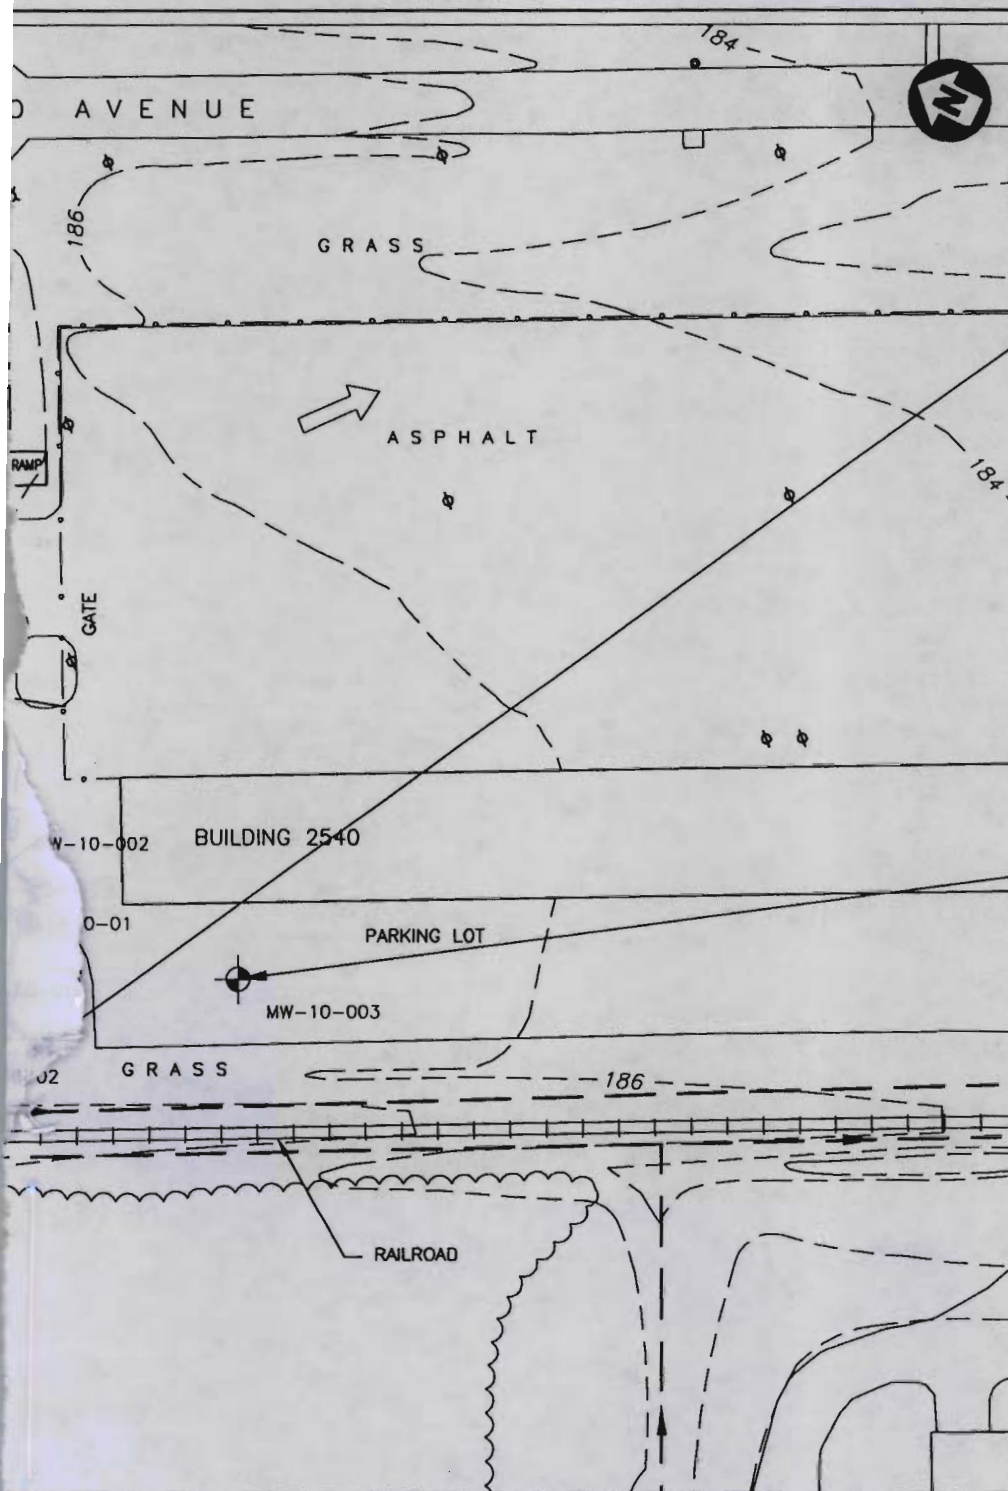 184
AVENUE
N
186
GRASS
ASPHALT
184
RAMP
GATE
W-10-002
BUILDING 2540
0-01
PARKING LOT
MW-10-003
GRASS
02
186
RAILROAD